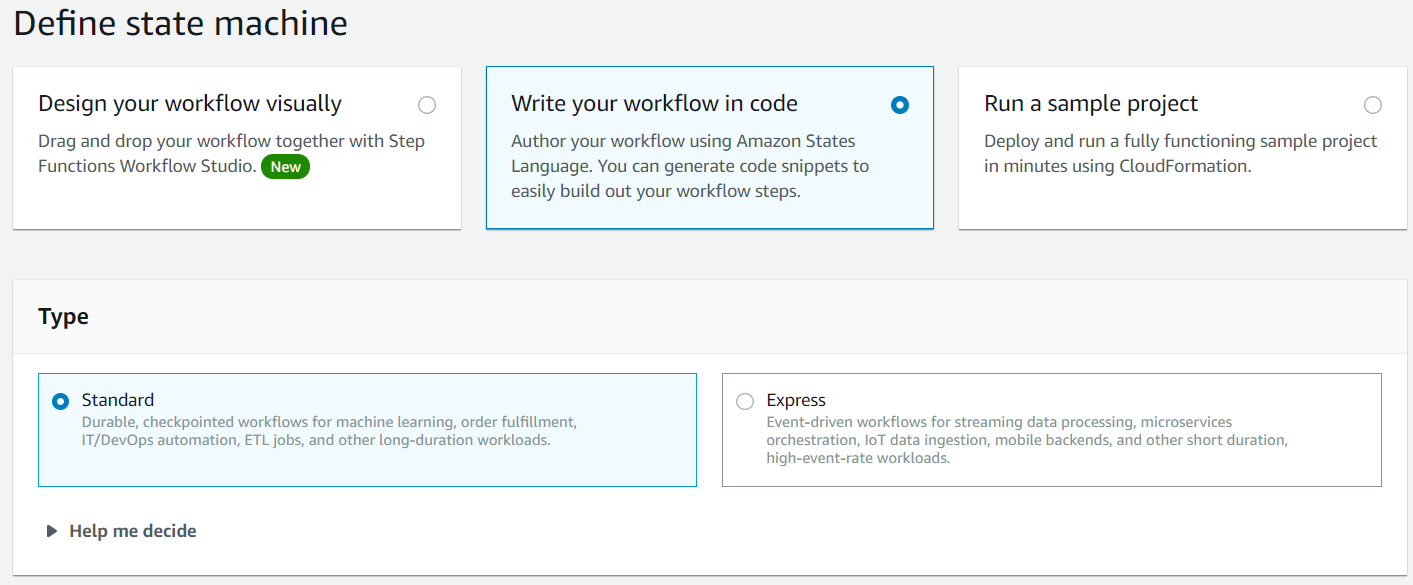 Define state machine
Design your workflow visually
Drag and drop your workflow together with Step
Functions Workflow Studio. New
Write your workflow in code
Author your workflow using Amazon States
Language. You can generate code snippets to
easily build out your workflow steps.
Run a sample project
Deploy and run a fully functioning sample project
in minutes using CloudFormation.
Type
Standard
Durable, checkpointed workflows for machine learning, order fulfillment,
IT/DevOps automation, ETL jobs, and other long-duration workloads.
Express
Event-driven workflows for streaming data processing, microservices
orchestration, IoT data ingestion, mobile backends, and other short duration,
high-event-rate workloads.
Help me decide